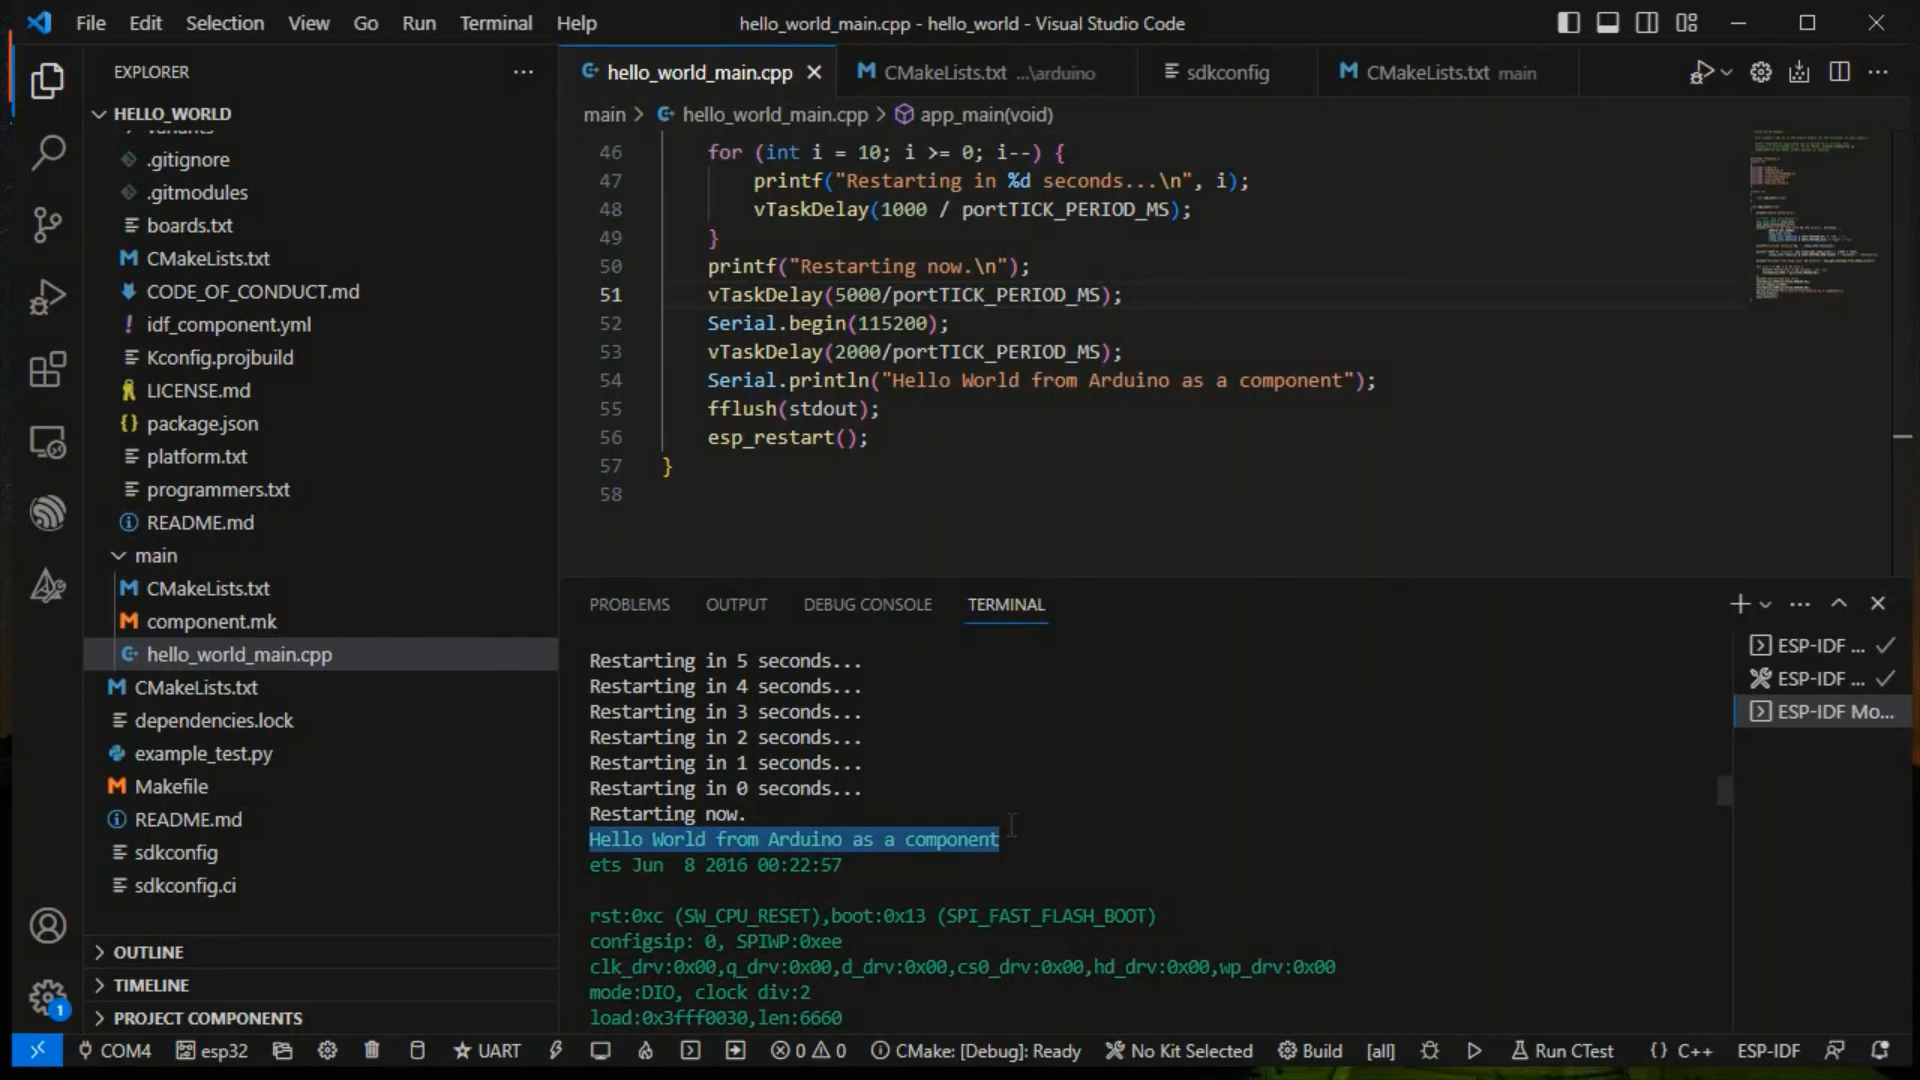 File Edit Selection View Go Run Terminal Help
hello_world_main.cpp - hello_world - Visual Studio Code
EXPLORER
HELLO_WORLD
.gitignore
.gitmodules
boards.txt
CMakeLists.txt
CODE_OF_CONDUCT.md
idf_component.yml
Kconfig.projbuild
LICENSE.md
package.json
platform.txt
programmers.txt
README.md
main
CMakeLists.txt
component.mk
hello_world_main.cpp
CMakeLists.txt
dependencies.lock
example_test.py
Makefile
README.md
sdkconfig
sdkconfig.ci
OUTLINE
TIMELINE
PROJECT COMPONENTS
hello_world_main.cpp CMakeLists.txt ...\arduino sdkconfig CMakeLists.txt main
main > hello_world_main.cpp > app_main(void)
46 for (int i = 10; i >= 0; i--) {
47 printf("Restarting in %d seconds...\n", i);
48 vTaskDelay(1000 / portTICK_PERIOD_MS);
49 }
50 printf("Restarting now.\n");
51 vTaskDelay(5000/portTICK_PERIOD_MS);
52 Serial.begin(115200);
53 vTaskDelay(2000/portTICK_PERIOD_MS);
54 Serial.println("Hello World from Arduino as a component");
55 fflush(stdout);
56 esp_restart();
57 }
58
PROBLEMS OUTPUT DEBUG CONSOLE TERMINAL
Restarting in 5 seconds...
Restarting in 4 seconds...
Restarting in 3 seconds...
Restarting in 2 seconds...
Restarting in 1 seconds...
Restarting in 0 seconds...
Restarting now.
Hello World from Arduino as a component
ets Jun  8 2016 00:22:57
rst:0xc (SW_CPU_RESET),boot:0x13 (SPI_FAST_FLASH_BOOT)
configsip: 0, SPIWP:0xee
clk_drv:0x00,q_drv:0x00,d_drv:0x00,cs0_drv:0x00,hd_drv:0x00,wp_drv:0x00
mode:DIO, clock div:2
load:0x3fff0030,len:6660
ESP-IDF ...
ESP-IDF ...
ESP-IDF Mo...
1
COM4 esp32 UART 0 0 CMake: [Debug]: Ready No Kit Selected Build [all] Run CTest {} C++ ESP-IDF